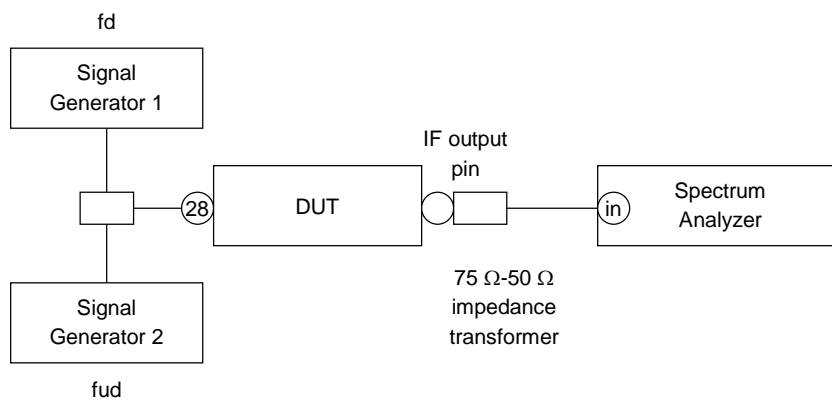 fd
Signal
Generator 1
28
DUT
IF output
pin
in
Spectrum
Analyzer
75 Ω-50 Ω
impedance
transformer
Signal
Generator 2
fud